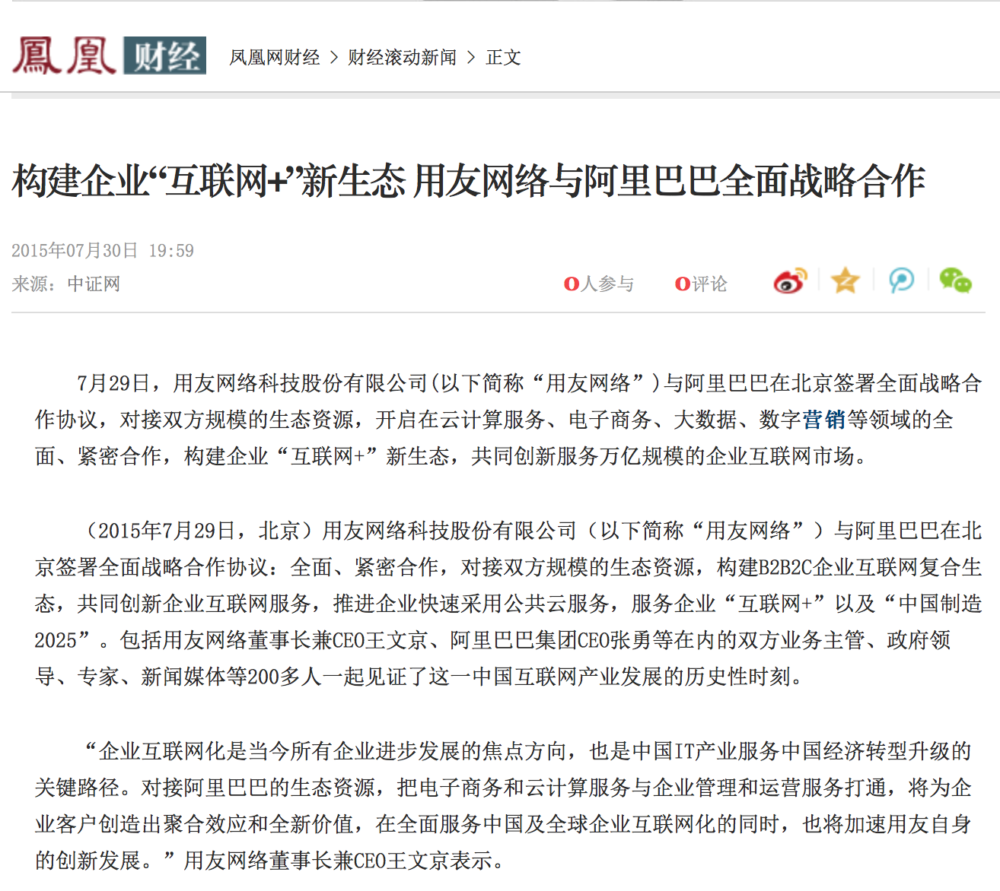 鳳凰 财经 凤凰网财经 > 财经滚动新闻 > 正文
构建企业“互联网+”新生态 用友网络与阿里巴巴全面战略合作
2015年07月30日 19:59
来源：中证网 0人参与 0评论
7月29日，用友网络科技股份有限公司(以下简称“用友网络”)与阿里巴巴在北京签署全面战略合
作协议，对接双方规模的生态资源，开启在云计算服务、电子商务、大数据、数字营销等领域的全
面、紧密合作，构建企业“互联网+”新生态，共同创新服务万亿规模的企业互联网市场。
（2015年7月29日，北京）用友网络科技股份有限公司（以下简称“用友网络”）与阿里巴巴在北
京签署全面战略合作协议：全面、紧密合作，对接双方规模的生态资源，构建B2B2C企业互联网复合生
态，共同创新企业互联网服务，推进企业快速采用公共云服务，服务企业“互联网+”以及“中国制造
2025”。包括用友网络董事长兼CEO王文京、阿里巴巴集团CEO张勇等在内的双方业务主管、政府领
导、专家、新闻媒体等200多人一起见证了这一中国互联网产业发展的历史性时刻。
“企业互联网化是当今所有企业进步发展的焦点方向，也是中国IT产业服务中国经济转型升级的
关键路径。对接阿里巴巴的生态资源，把电子商务和云计算服务与企业管理和运营服务打通，将为企
业客户创造出聚合效应和全新价值，在全面服务中国及全球企业互联网化的同时，也将加速用友自身
的创新发展。”用友网络董事长兼CEO王文京表示。